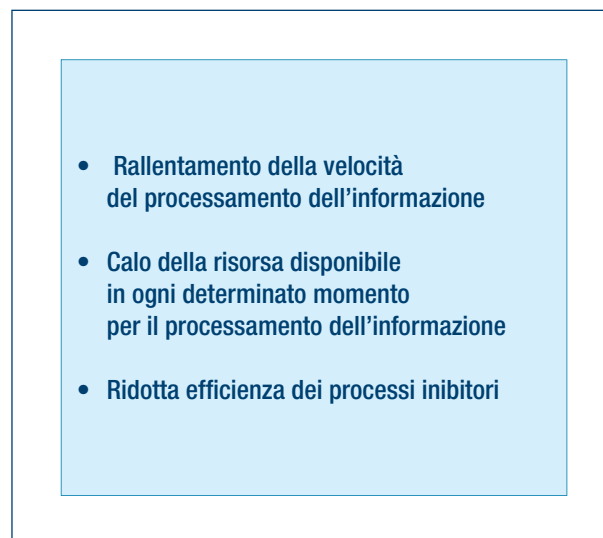 • Rallentamento della velocità
del processamento dell’informazione
• Calo della risorsa disponibile
in ogni determinato momento
per il processamento dell’informazione
• Ridotta efficienza dei processi inibitori